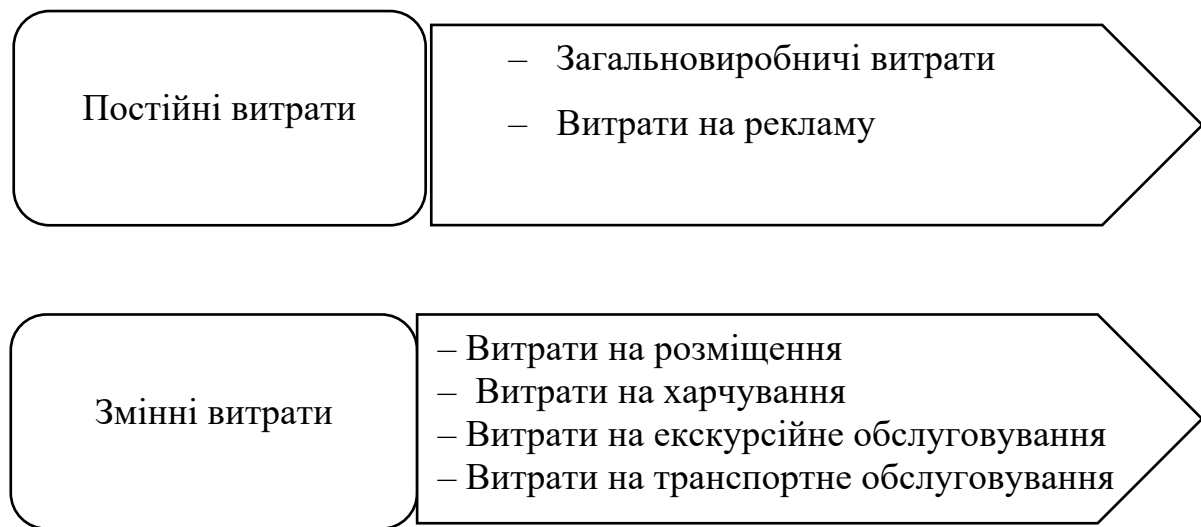 Постійні витрати
– Загальновиробничі витрати
– Витрати на рекламу
Змінні витрати
– Витрати на розміщення
– Витрати на харчування
– Витрати на екскурсійне обслуговування
– Витрати на транспортне обслуговування